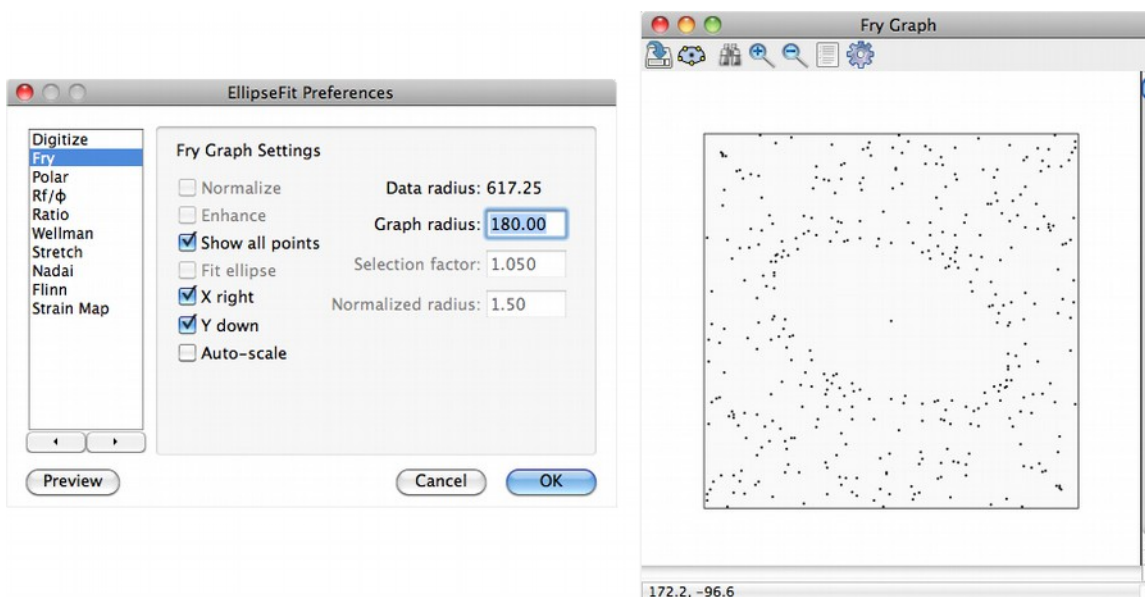 EllipseFit Preferences
Digitize
Fry
Polar
Rf/ϕ
Ratio
Wellman
Stretch
Nadai
Flinn
Strain Map
Fry Graph Settings
Normalize
Enhance
Show all points
Fit ellipse
X right
Y down
Auto-scale
Data radius: 617.25
Graph radius: 180.00
Selection factor: 1.050
Normalized radius: 1.50
Preview
Cancel
OK
Fry Graph
172.2, -96.6